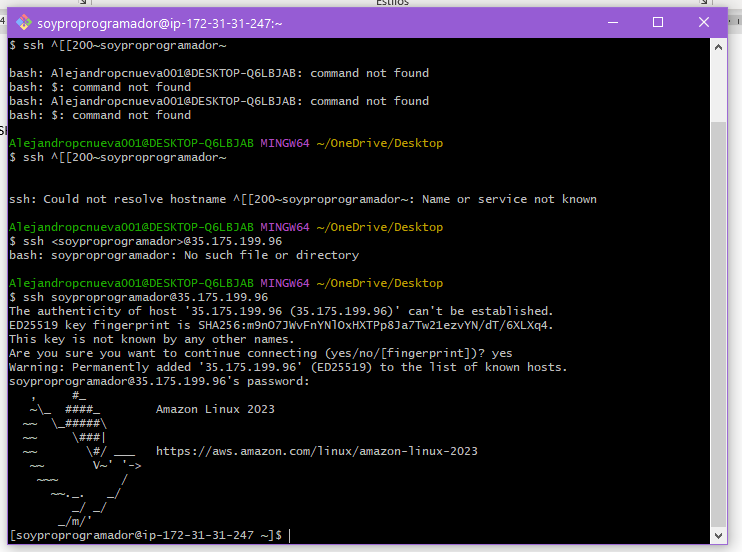 Estilos
soyproprogramador@ip-172-31-31-247:~
$ ssh ^[[200~soyproprogramador~
bash: Alejandropcnueva001@DESKTOP-Q6LBJAB: command not found
bash: $: command not found
bash: Alejandropcnueva001@DESKTOP-Q6LBJAB: command not found
bash: $: command not found
Alejandropcnueva001@DESKTOP-Q6LBJAB MINGW64 ~/OneDrive/Desktop
$ ssh ^[[200~soyproprogramador~
ssh: Could not resolve hostname ^[[200~soyproprogramador~: Name or service not known
Alejandropcnueva001@DESKTOP-Q6LBJAB MINGW64 ~/OneDrive/Desktop
$ ssh <soyproprogramador>@35.175.199.96
bash: soyproprogramador: No such file or directory
Alejandropcnueva001@DESKTOP-Q6LBJAB MINGW64 ~/OneDrive/Desktop
$ ssh soyproprogramador@35.175.199.96
The authenticity of host '35.175.199.96 (35.175.199.96)' can't be established.
ED25519 key fingerprint is SHA256:m9nO7JWvFnYNlOxHXTPp8Ja7Tw21ezvYN/dT/6XLXq4.
This key is not known by any other names.
Are you sure you want to continue connecting (yes/no/[fingerprint])? yes
Warning: Permanently added '35.175.199.96' (ED25519) to the list of known hosts.
soyproprogramador@35.175.199.96's password:
   ,     #_
   ~\_  ####_        Amazon Linux 2023
  ~~  \_#####\
  ~~     \###|
  ~~       \#/ ___   https://aws.amazon.com/linux/amazon-linux-2023
   ~~       V~' '->
    ~~~         /
      ~~._.   _/
         _/ _/
       _/m/'
[soyproprogramador@ip-172-31-31-247 ~]$